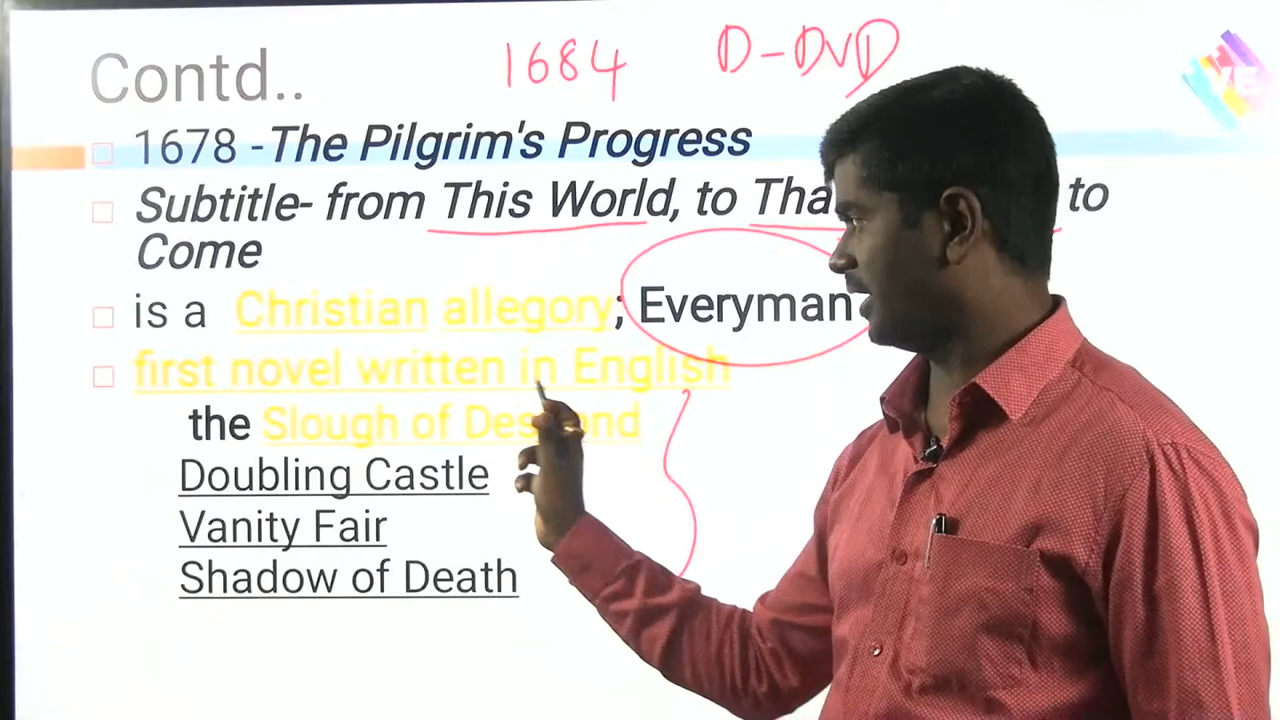 1684 D-DVD
Contd..
1678 -The Pilgrim's Progress
Subtitle- from This World, to Tha to
Come
is a Christian allegory; Everyman
first novel written in English
the Slough of Des ond
Doubling Castle
Vanity Fair
Shadow of Death